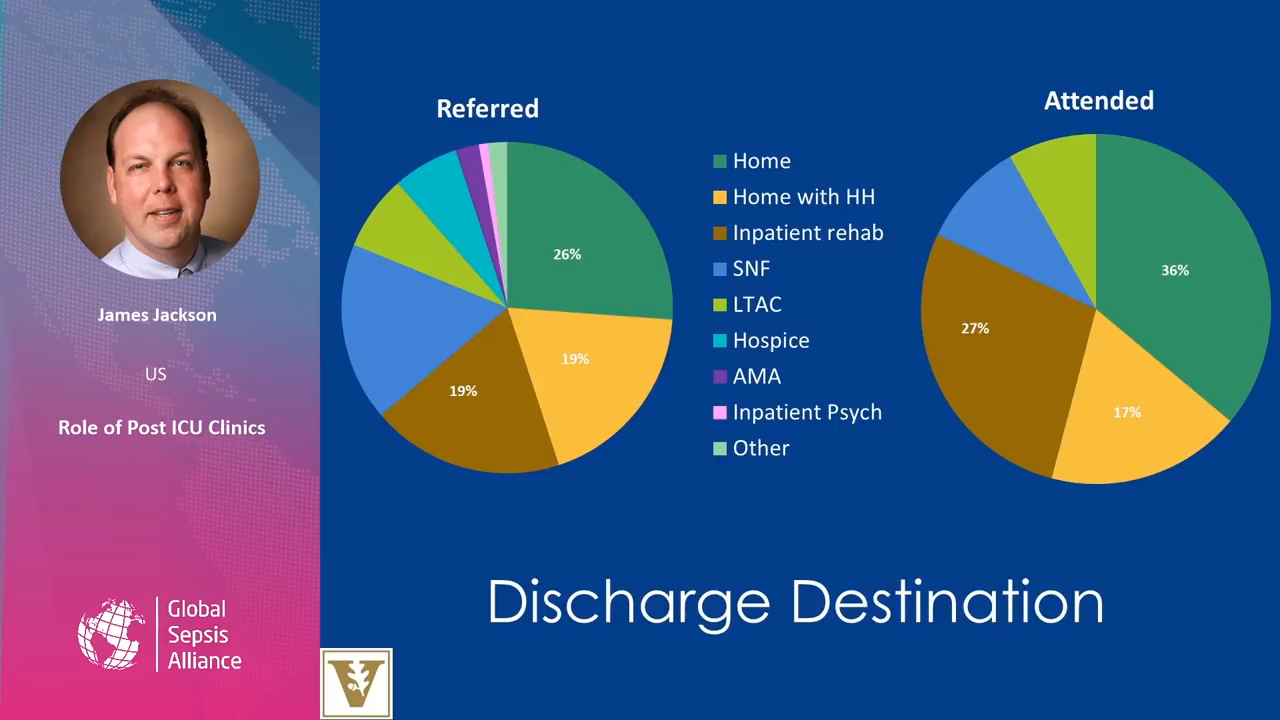 James Jackson
US
Role of Post ICU Clinics
Global
Sepsis
Alliance
Referred
26%
19%
19%
Home
Home with HH
Inpatient rehab
SNF
LTAC
Hospice
AMA
Inpatient Psych
Other
Attended
36%
27%
17%
Discharge Destination
V